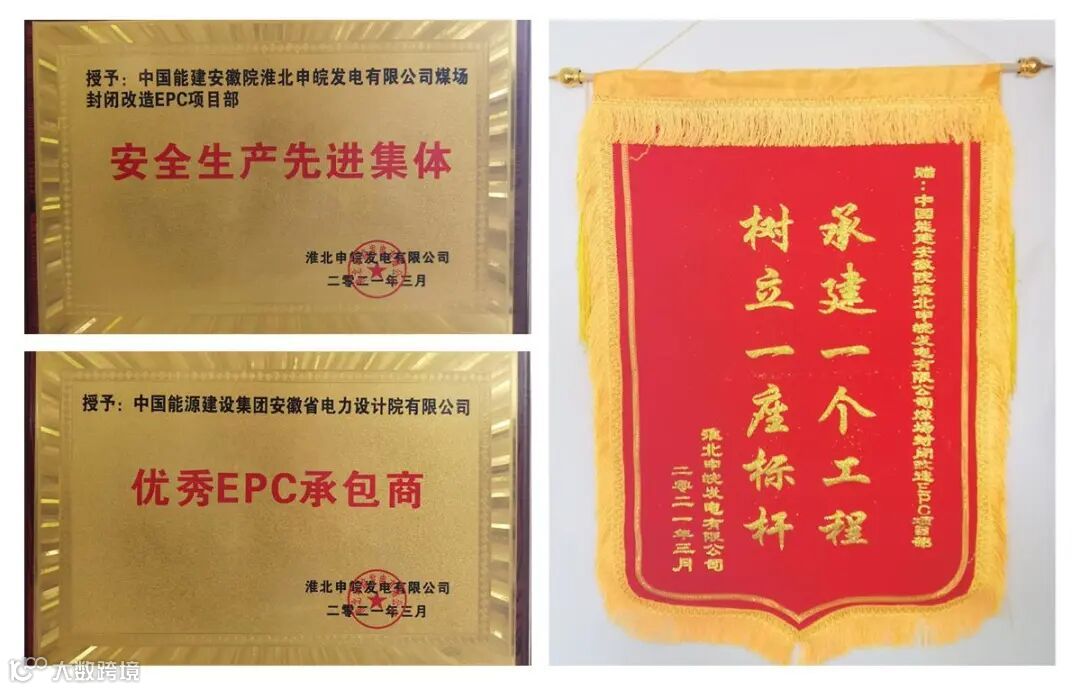 授予：中国能建安徽院淮北申皖发电有限公司煤场
封闭改造EPC项目部
安全生产先进集体
淮北申皖发电有限公司
二零二一年三月
授予：中国能源建设集团安徽省电力设计院有限公司
优秀EPC承包商
淮北申皖发电有限公司
二零二一年三月
赠：中国能建安徽院淮北申皖发电有限公司煤场封闭改造EPC项目部
承建一个工程
树立一座标杆
淮北申皖发电有限公司
二零二一年三月
大数跨境